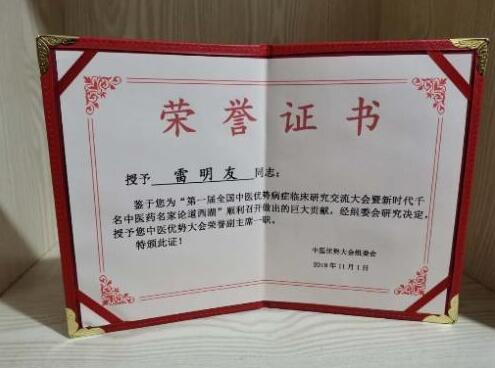 荣誉证书
授予 雷明友 同志：
鉴于您为“第一届全国中医优势病症临床研究交流大会暨新时代千
名中医药名家论道西湖”顺利召开做出的巨大贡献，经组委会研究决定，
授予您中医优势大会荣誉副主席一职。
特颁此证！
中医优势大会组委会
2019年11月1日